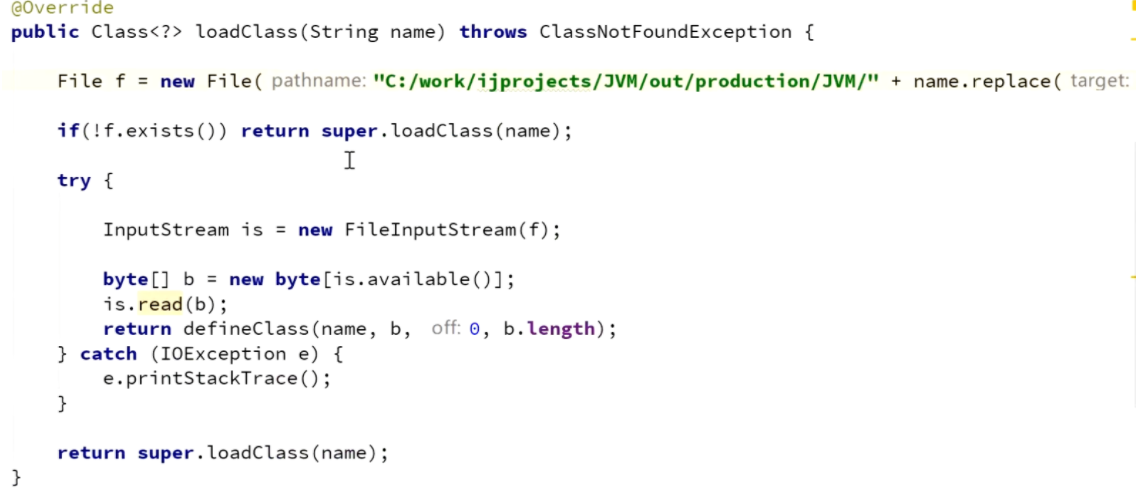 @Override
public Class<?> loadClass(String name) throws ClassNotFoundException {
File f = new File( pathname: "C:/work/ijprojects/JVM/out/production/JVM/" + name.replace( target:
if(!f.exists()) return super.loadClass(name);
try {
InputStream is = new FileInputStream(f);
byte[] b = new byte[is.available()];
is.read(b);
return defineClass(name, b, off: 0, b.length);
} catch (IOException e) {
e.printStackTrace();
}
return super.loadClass(name);
}